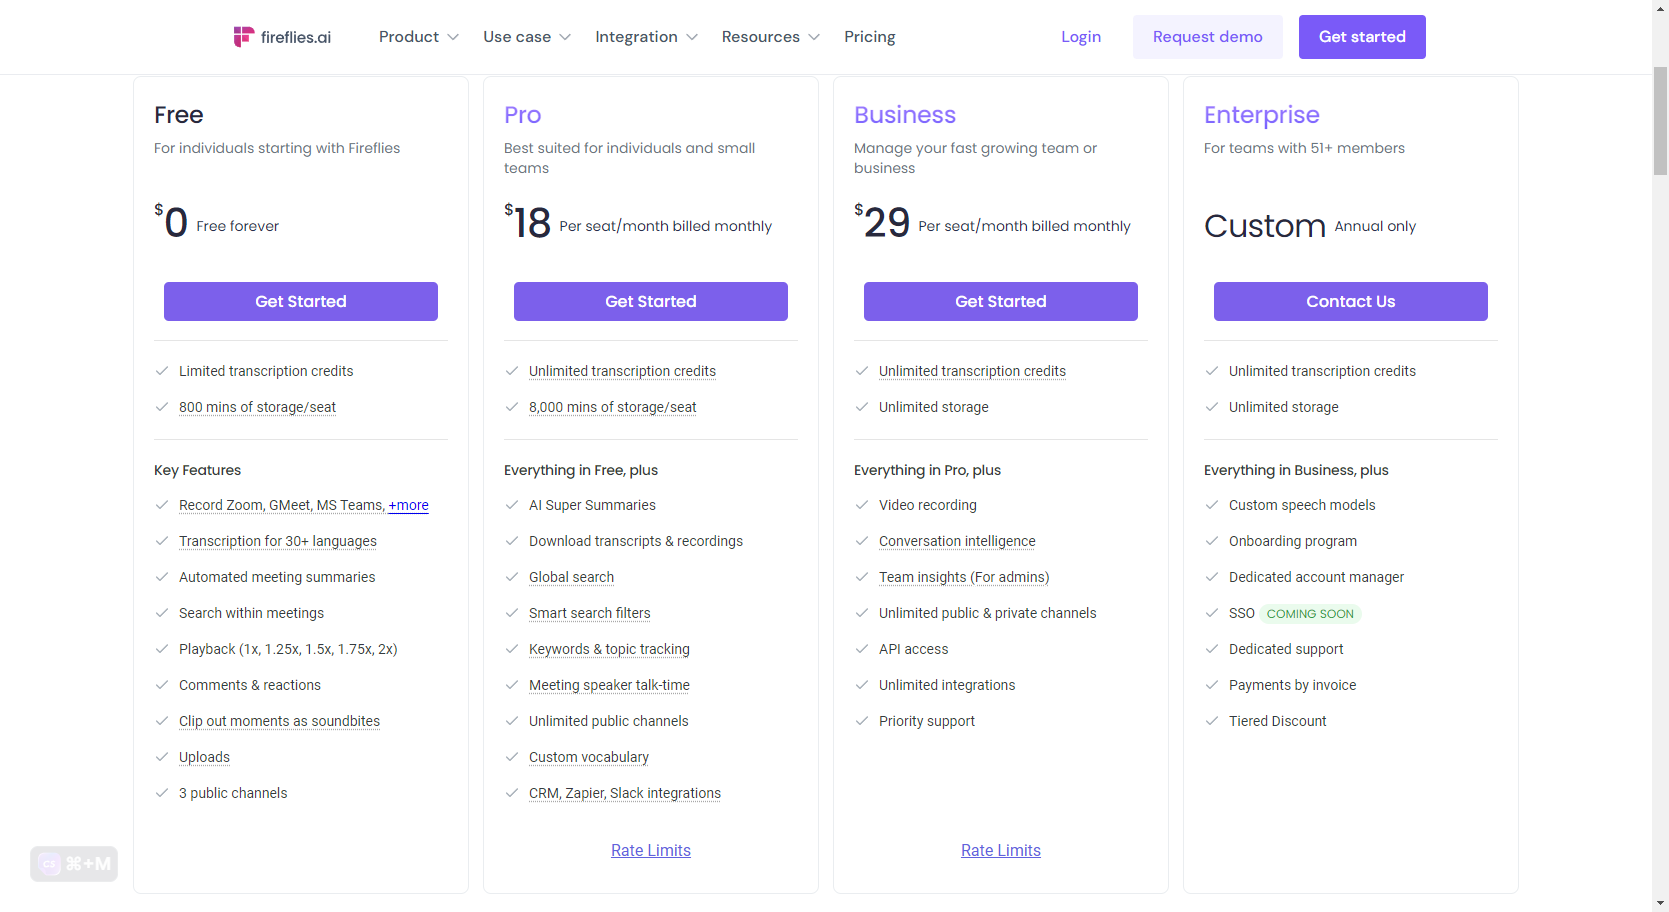 fireflies.ai
Product
Use case
Integration
Resources
Pricing
Login
Request demo
Get started
Free
For individuals starting with Fireflies
$0 Free forever
Get Started
Limited transcription credits
800 mins of storage/seat
Key Features
Record Zoom, GMeet, MS Teams, +more
Transcription for 30+ languages
Automated meeting summaries
Search within meetings
Playback (1x, 1.25x, 1.5x, 1.75x, 2x)
Comments & reactions
Clip out moments as soundbites
Uploads
3 public channels
Pro
Best suited for individuals and small
teams
$18 Per seat/month billed monthly
Get Started
Unlimited transcription credits
8,000 mins of storage/seat
Everything in Free, plus
AI Super Summaries
Download transcripts & recordings
Global search
Smart search filters
Keywords & topic tracking
Meeting speaker talk-time
Unlimited public channels
Custom vocabulary
CRM, Zapier, Slack integrations
Rate Limits
Business
Manage your fast growing team or
business
$29 Per seat/month billed monthly
Get Started
Unlimited transcription credits
Unlimited storage
Everything in Pro, plus
Video recording
Conversation intelligence
Team insights (For admins)
Unlimited public & private channels
API access
Unlimited integrations
Priority support
Rate Limits
Enterprise
For teams with 51+ members
Custom Annual only
Contact Us
Unlimited transcription credits
Unlimited storage
Everything in Business, plus
Custom speech models
Onboarding program
Dedicated account manager
SSO COMING SOON
Dedicated support
Payments by invoice
Tiered Discount
⌘+M